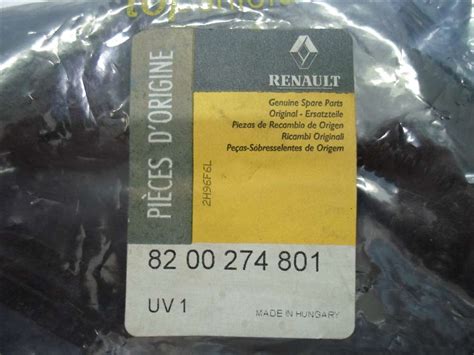 PIÈCES D'ORIGINE
RENAULT
Genuine Spare Parts
Original - Ersatzteile
Piezas de Recambio de Origen
Ricambi Originali
Peças-Sobresselentes de Origem
2H96F6L
82 00 274 801
UV 1
MADE IN HUNGARY